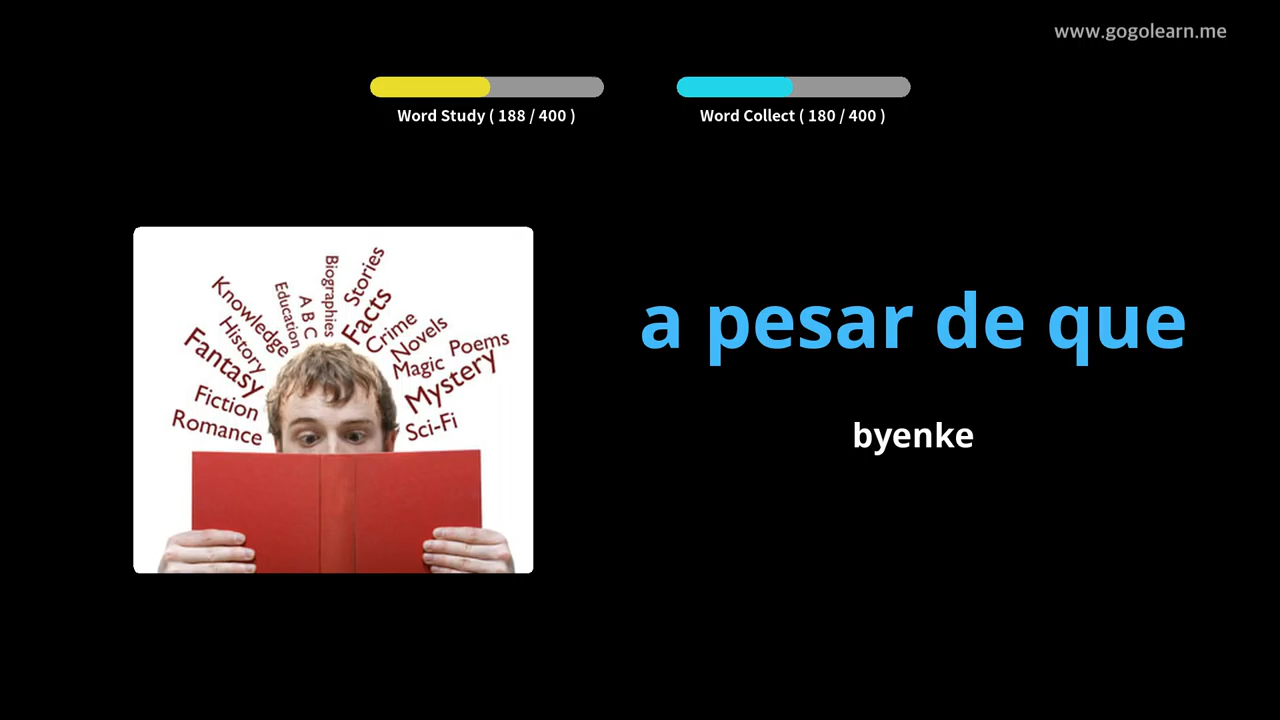 www.gogolearn.me
Word Study ( 188 / 400 )
Word Collect ( 180 / 400 )
Stories
Biographies
Knowledge
Education
A B C
Facts
Crime
History
Novels
Poems
Fantasy
Magic
Mystery
Fiction
Romance
Sci-Fi
a pesar de que
byenke